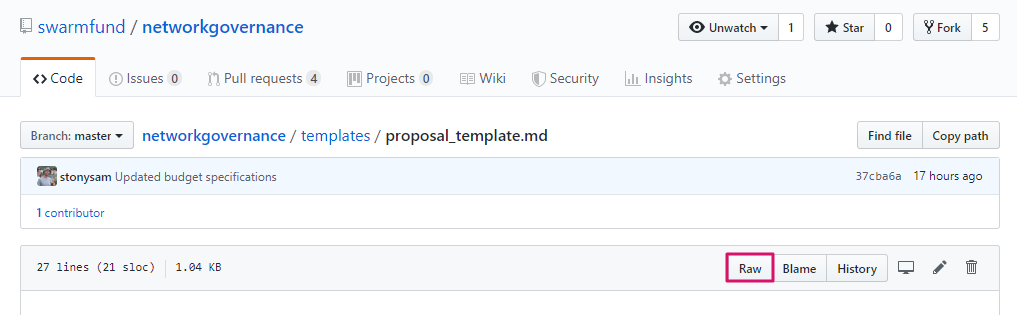 swarmfund / networkgovernance
Unwatch 1 Star 0 Fork 5
Code Issues 0 Pull requests 4 Projects 0 Wiki Security Insights Settings
Branch: master networkgovernance / templates / proposal_template.md Find file Copy path
stonysam Updated budget specifications 37cba6a 17 hours ago
1 contributor
27 lines (21 sloc) 1.04 KB Raw Blame History